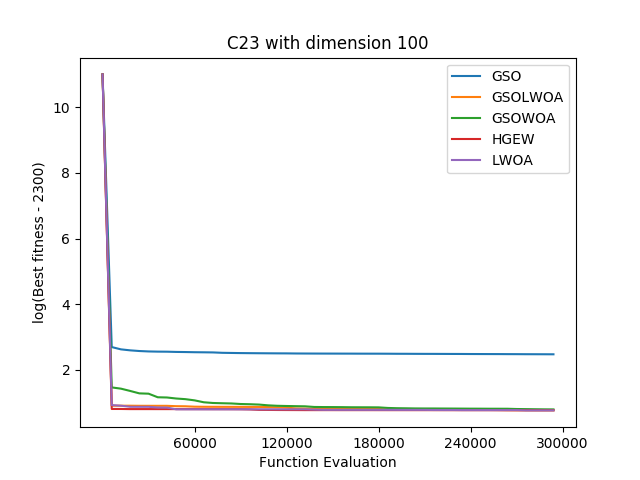 C23 with dimension 100
log(Best fitness - 2300)
10
8
6
4
2
GSO
GSOLWOA
GSOWOA
HGEW
LWOA
60000 120000 180000 240000 300000
Function Evaluation